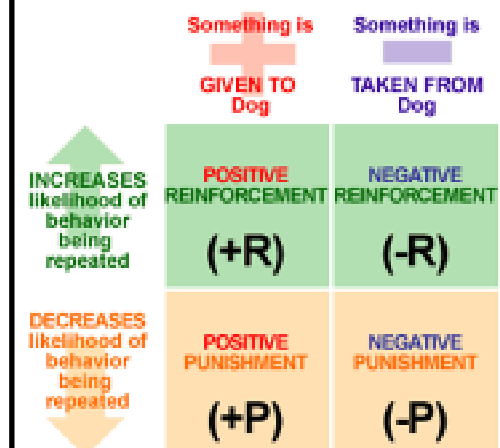 Something is
GIVEN TO
Dog
Something is
TAKEN FROM
Dog
INCREASES
likelihood of
behavior
being
repeated
POSITIVE
REINFORCEMENT
(+R)
NEGATIVE
REINFORCEMENT
(-R)
DECREASES
likelihood of
behavior
being
repeated
POSITIVE
PUNISHMENT
(+P)
NEGATIVE
PUNISHMENT
(-P)